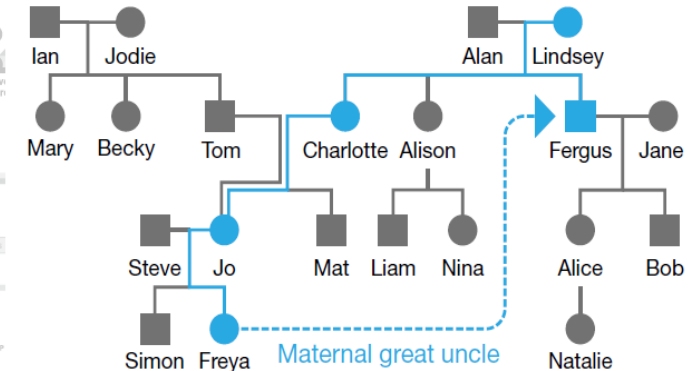 Ian Jodie Alan Lindsey
Mary Becky Tom Charlotte Alison Fergus Jane
Steve Jo Mat Liam Nina Alice Bob
Simon Freya Maternal great uncle Natalie